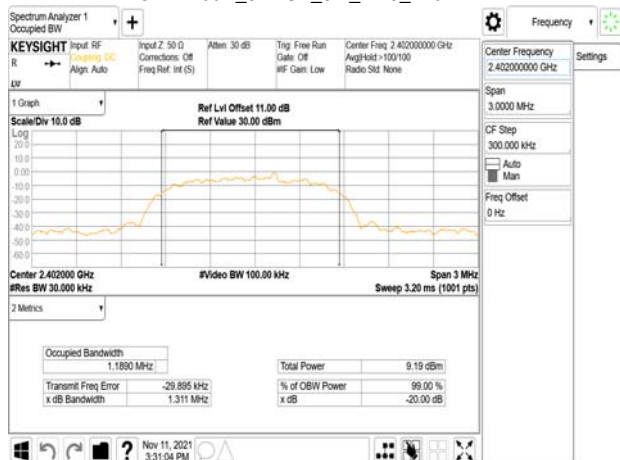 Spectrum Analyzer 1
Occupied BW
Frequency
KEYSIGHT
Input: RF
Coupling: DC
Align: Auto
Input Z: 50 Ω
Corrections: Off
Freq Ref: Int (S)
Atten: 30 dB
Trig: Free Run
Gate: Off
#IF Gain: Low
Center Freq: 2.402000000 GHz
Avg|Hold:>100/100
Radio Std: None
R
LXI
Center Frequency
2.402000000 GHz
Settings
Span
3.0000 MHz
CF Step
300.000 kHz
Auto
Man
Freq Offset
0 Hz
1 Graph
Ref Lvl Offset 11.00 dB
Scale/Div 10.0 dB
Ref Value 30.00 dBm
Log
20.0
10.0
0.00
-10.0
-20.0
-30.0
-40.0
-50.0
-60.0
Center 2.402000 GHz
#Video BW 100.00 kHz
Span 3 MHz
#Res BW 30.000 kHz
Sweep 3.20 ms (1001 pts)
2 Metrics
Occupied Bandwidth
1.1890 MHz
Total Power 9.19 dBm
Transmit Freq Error -29.895 kHz
% of OBW Power 99.00 %
x dB Bandwidth 1.311 MHz
x dB -20.00 dB
Nov 11, 2021
3:31:04 PM